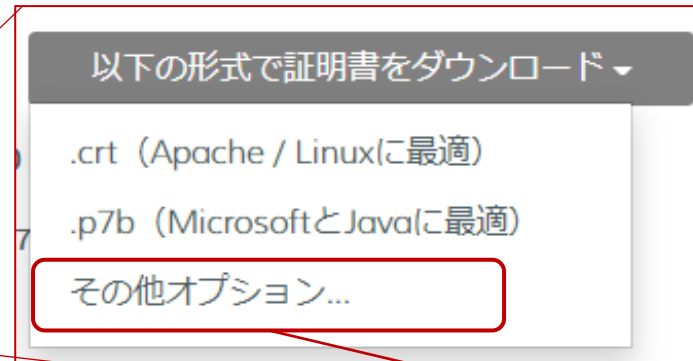 以下の形式で証明書をダウンロード
.crt（Apache / Linuxに最適）
.p7b（MicrosoftとJavaに最適）
その他オプション...